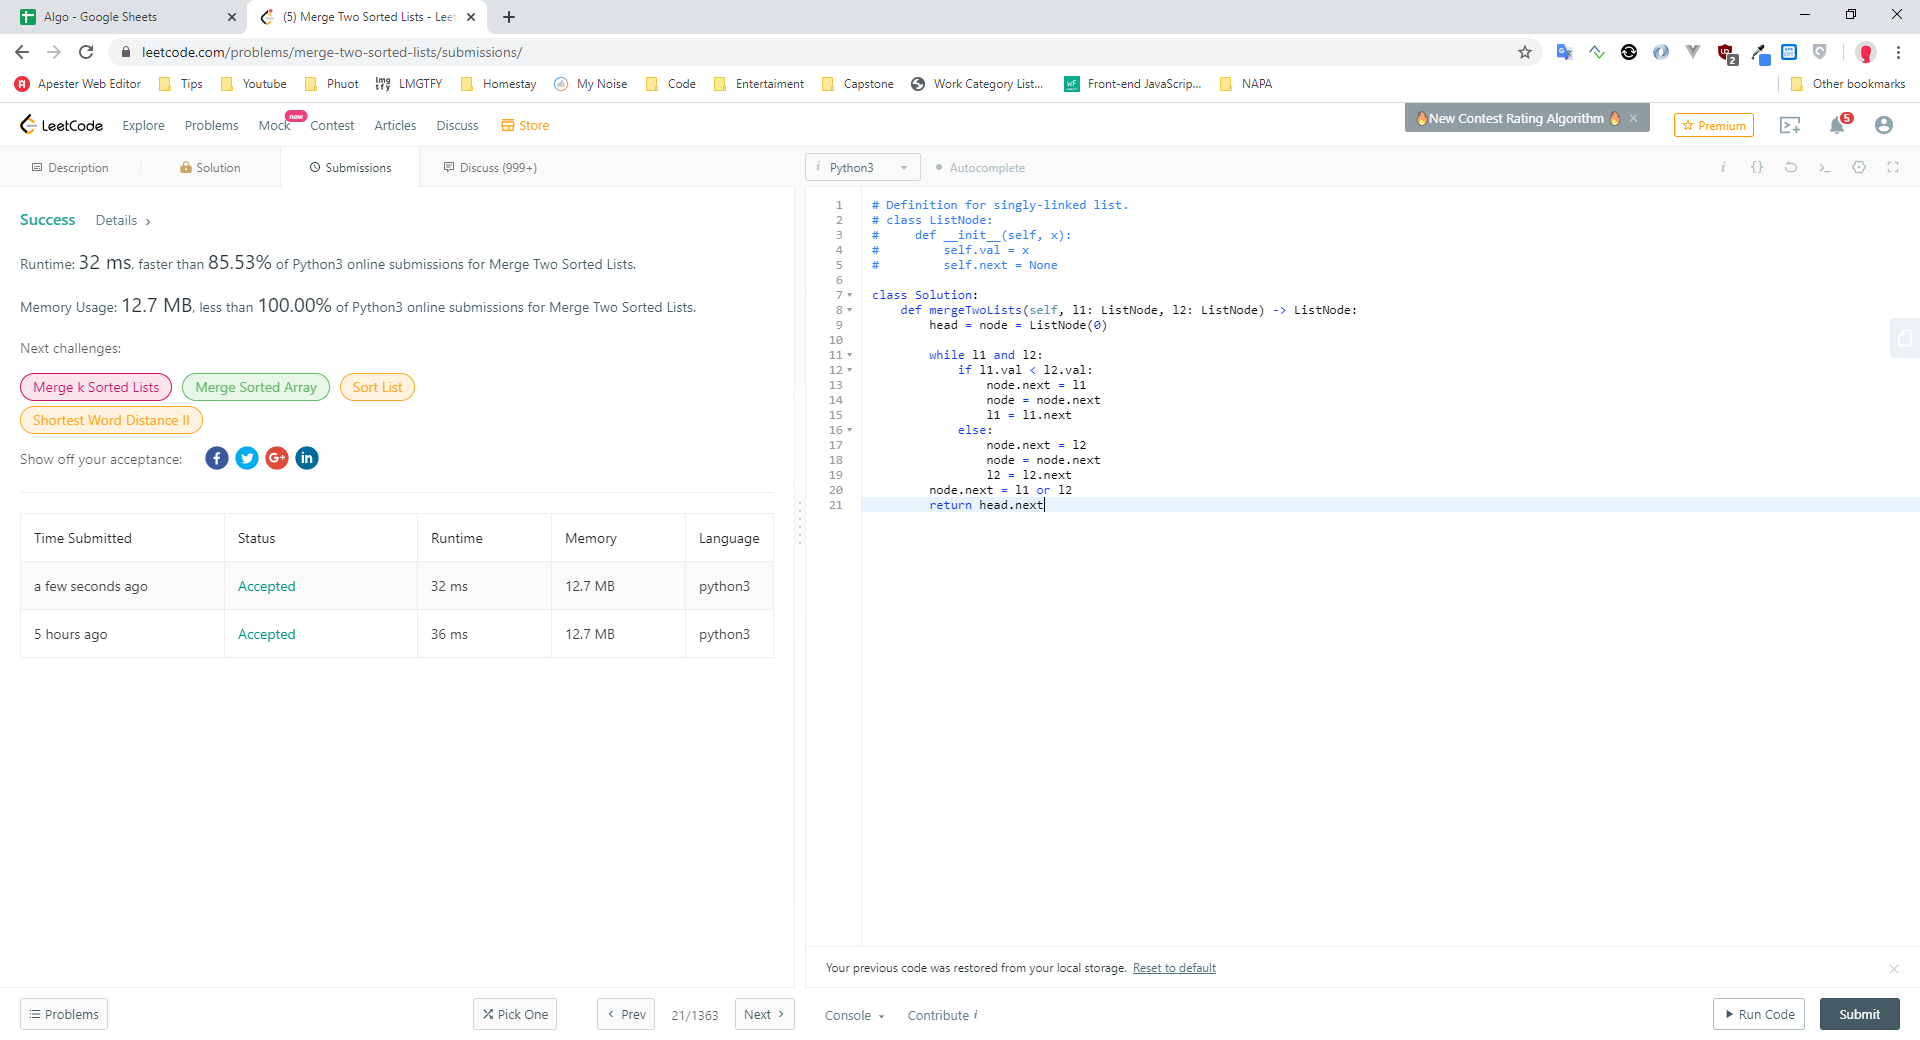 Algo - Google Sheets
(5) Merge Two Sorted Lists - Leet
leetcode.com/problems/merge-two-sorted-lists/submissions/
2
Apester Web Editor Tips Youtube Phuot LMGTFY Homestay My Noise Code Entertaiment Capstone Work Category List... Front-end JavaScrip... NAPA Other bookmarks
LeetCode Explore Problems Mock new Contest Articles Discuss Store
🔥New Contest Rating Algorithm 🔥 ×
Premium
5
Description Solution Submissions Discuss (999+)
Success Details >
Runtime: 32 ms, faster than 85.53% of Python3 online submissions for Merge Two Sorted Lists.
Memory Usage: 12.7 MB, less than 100.00% of Python3 online submissions for Merge Two Sorted Lists.
Next challenges:
Merge k Sorted Lists Merge Sorted Array Sort List
Shortest Word Distance II
Show off your acceptance:
Time Submitted Status Runtime Memory Language
a few seconds ago Accepted 32 ms 12.7 MB python3
5 hours ago Accepted 36 ms 12.7 MB python3
i Python3 Autocomplete
i {} >_
1 # Definition for singly-linked list.
2 # class ListNode:
3 #     def __init__(self, x):
4 #         self.val = x
5 #         self.next = None
6
7 class Solution:
8     def mergeTwoLists(self, l1: ListNode, l2: ListNode) -> ListNode:
9         head = node = ListNode(0)
10
11         while l1 and l2:
12             if l1.val < l2.val:
13                 node.next = l1
14                 node = node.next
15                 l1 = l1.next
16             else:
17                 node.next = l2
18                 node = node.next
19                 l2 = l2.next
20         node.next = l1 or l2
21         return head.next
Your previous code was restored from your local storage. Reset to default
Problems Pick One < Prev 21/1363 Next > Console Contribute i Run Code Submit